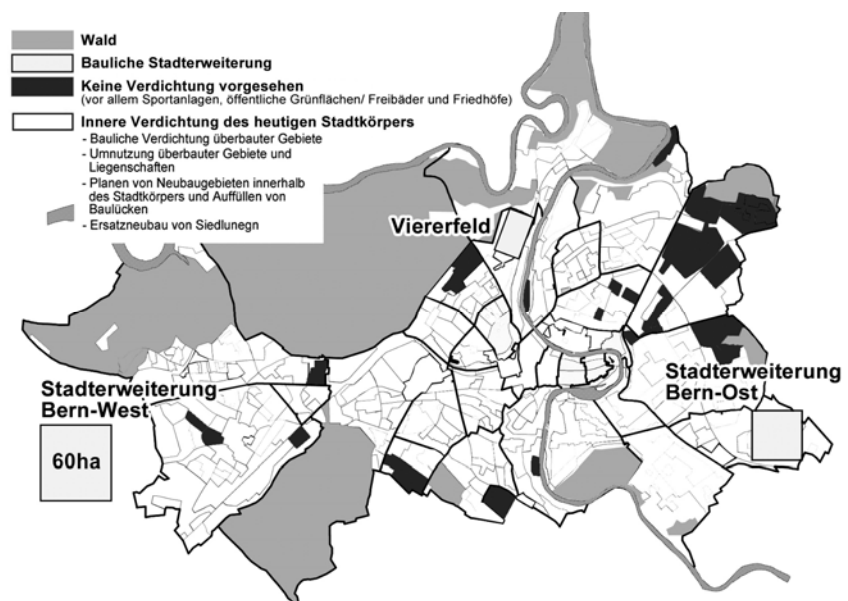 Wald
Bauliche Stadterweiterung
Keine Verdichtung vorgesehen
(vor allem Sportanlagen, öffentliche Grünflächen/ Freibäder und Friedhöfe)
Innere Verdichtung des heutigen Stadtkörpers
- Bauliche Verdichtung überbauter Gebiete
- Umnutzung überbauter Gebiete und
Liegenschaften
- Planen von Neubaugebieten innerhalb
des Stadtkörpers und Auffüllen von
Baulücken
- Ersatzneubau von Siedlunegn
Viererfeld
Stadterweiterung
Bern-West
60ha
Stadterweiterung
Bern-Ost